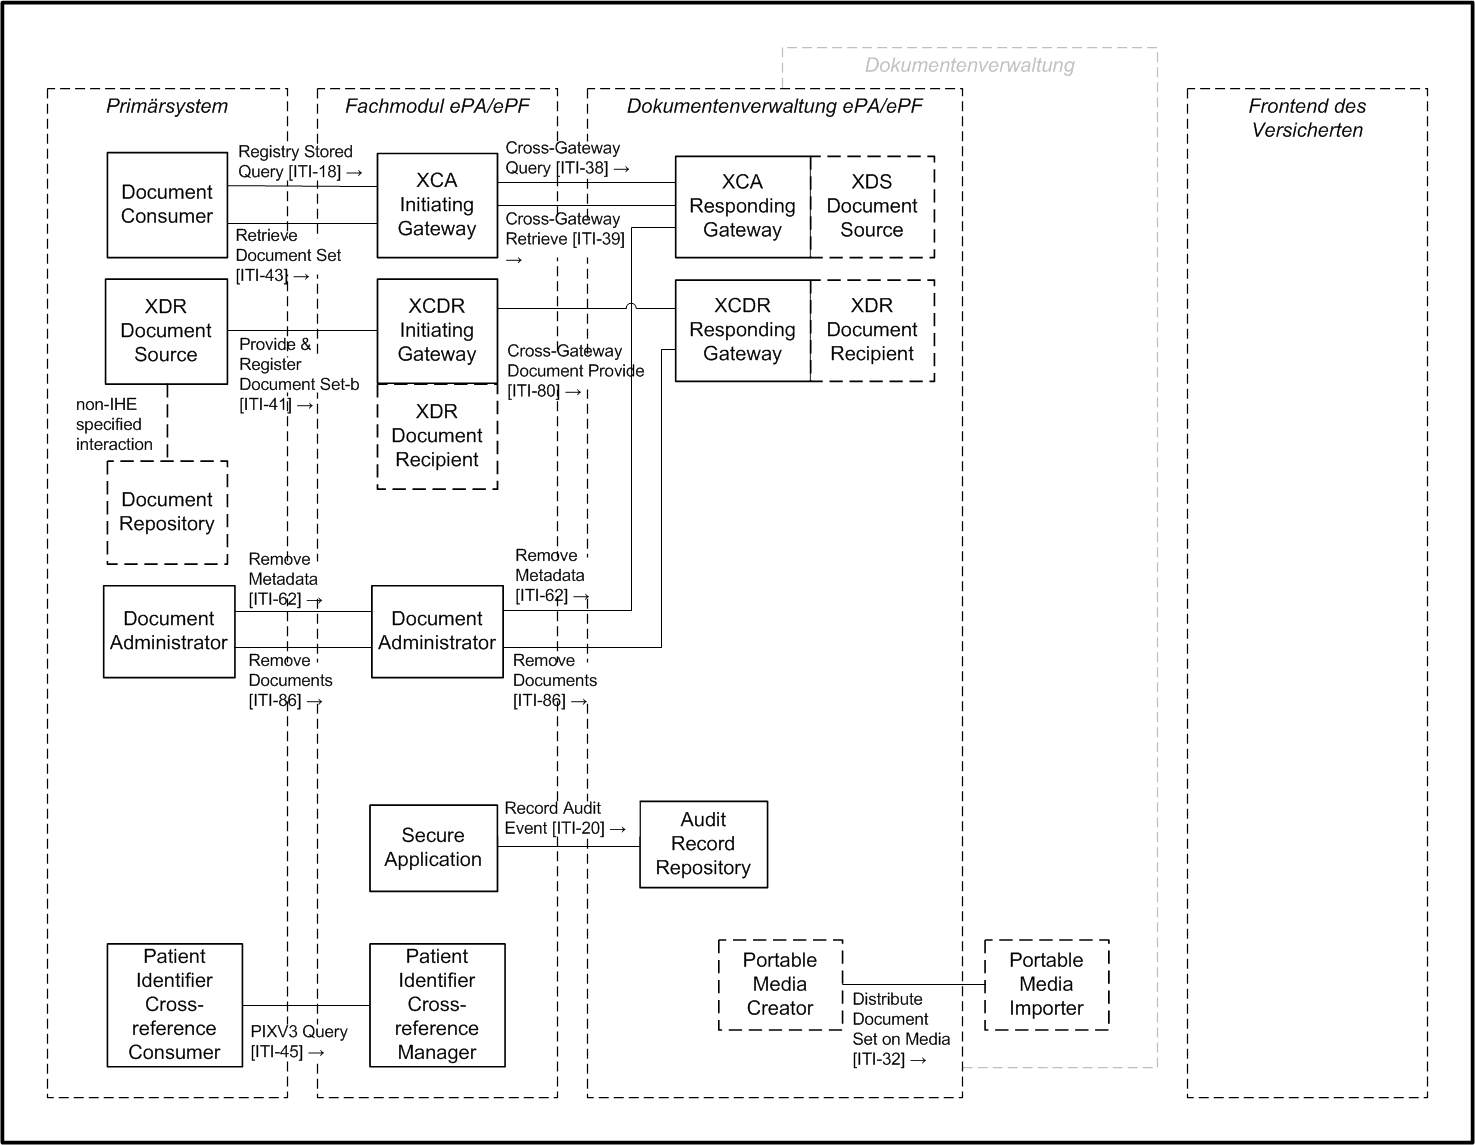 Dokumentenverwaltung
Primärsystem
Fachmodul ePA/ePF
Dokumentenverwaltung ePA/ePF
Frontend des
Versicherten
Document
Consumer
Registry Stored
Query [ITI-18] →
Retrieve
Document Set
[ITI-43] →
XCA
Initiating
Gateway
Cross-Gateway
Query [ITI-38] →
Cross-Gateway
Retrieve [ITI-39]
→
XCA
Responding
Gateway
XDS
Document
Source
XDR
Document
Source
Provide &
Register
Document Set-b
[ITI-41] →
XCDR
Initiating
Gateway
Cross-Gateway
Document Provide
[ITI-80] →
XCDR
Responding
Gateway
XDR
Document
Recipient
non-IHE
specified
interaction
XDR
Document
Recipient
Document
Repository
Remove
Metadata
[ITI-62] →
Remove
Metadata
[ITI-62] →
Document
Administrator
Document
Administrator
Remove
Documents
[ITI-86] →
Remove
Documents
[ITI-86] →
Secure
Application
Record Audit
Event [ITI-20] →
Audit
Record
Repository
Patient
Identifier
Cross-
reference
Consumer
PIXV3 Query
[ITI-45] →
Patient
Identifier
Cross-
reference
Manager
Portable
Media
Creator
Distribute
Document
Set on Media
[ITI-32] →
Portable
Media
Importer